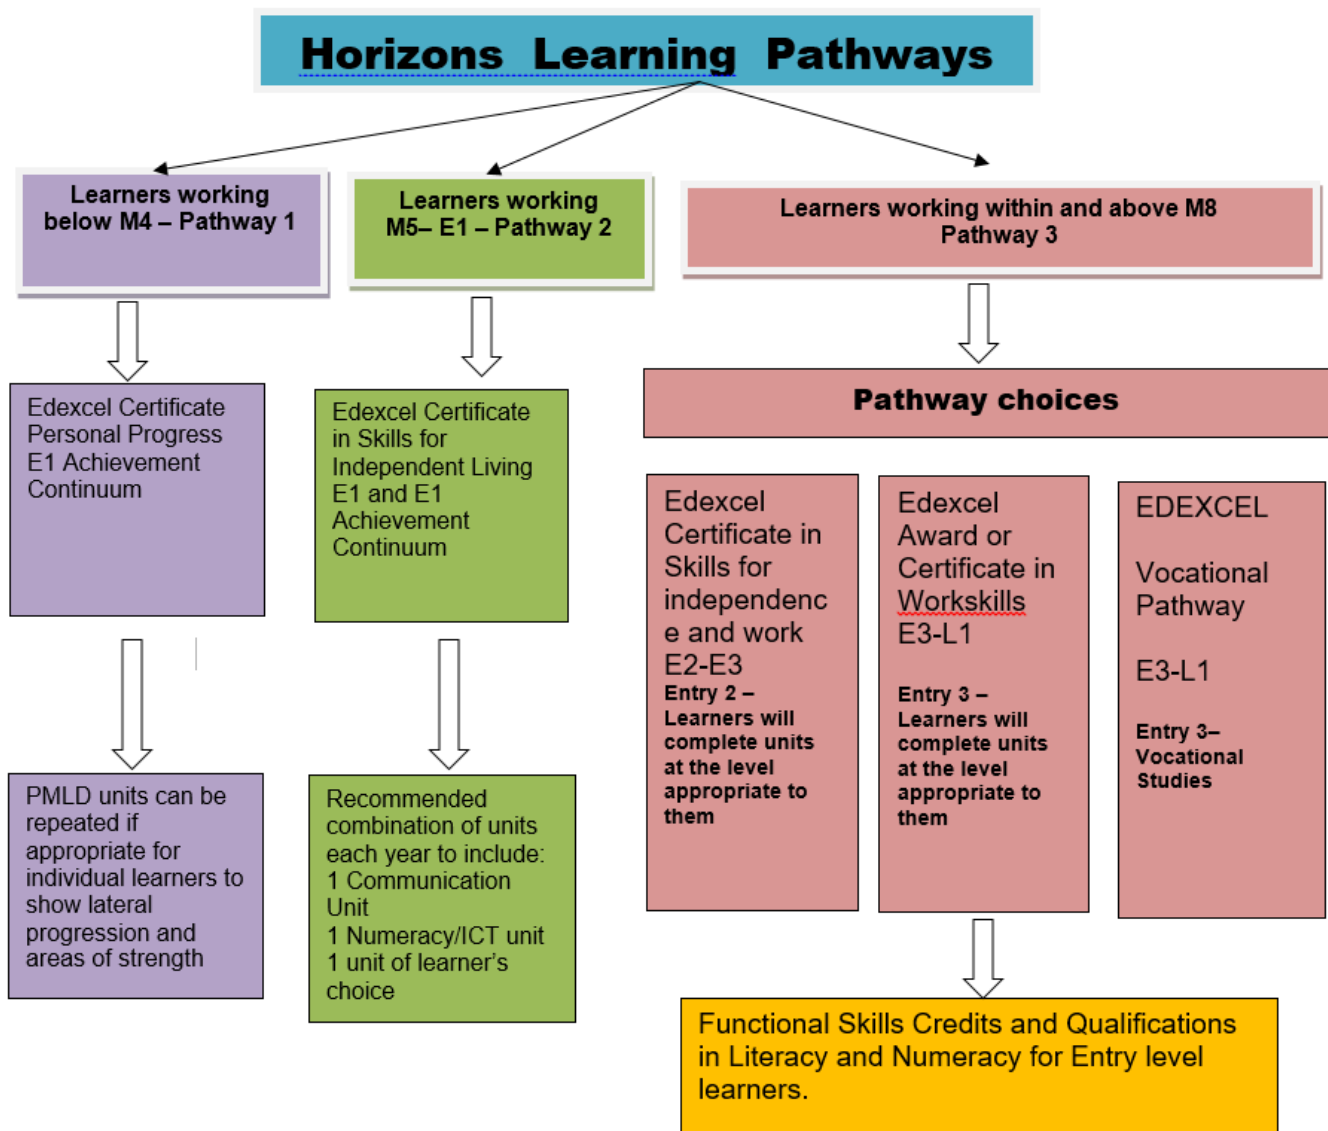 Horizons Learning Pathways
Learners working
below M4 – Pathway 1
Learners working
M5– E1 – Pathway 2
Learners working within and above M8
Pathway 3
Edexcel Certificate
Personal Progress
E1 Achievement
Continuum
Edexcel Certificate
in Skills for
Independent Living
E1 and E1
Achievement
Continuum
Pathway choices
Edexcel
Certificate in
Skills for
independenc
e and work
E2-E3
Entry 2 –
Learners will
complete units
at the level
appropriate to
them
Edexcel
Award or
Certificate in
Workskills
E3-L1
Entry 3 –
Learners will
complete units
at the level
appropriate to
them
EDEXCEL
Vocational
Pathway
E3-L1
Entry 3–
Vocational
Studies
PMLD units can be
repeated if
appropriate for
individual learners to
show lateral
progression and
areas of strength
Recommended
combination of units
each year to include:
1 Communication
Unit
1 Numeracy/ICT unit
1 unit of learner’s
choice
Functional Skills Credits and Qualifications
in Literacy and Numeracy for Entry level
learners.